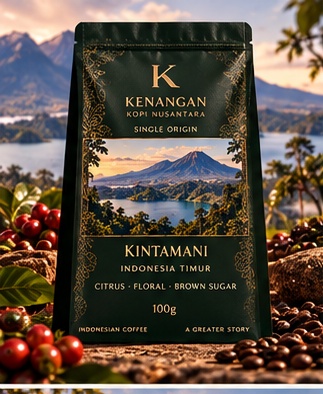 K
KENANGAN
KOPI NUSANTARA
SINGLE ORIGIN
KINTAMANI
INDONESIA TIMUR
CITRUS · FLORAL · BROWN SUGAR
100g
INDONESIAN COFFEE
A GREATER STORY